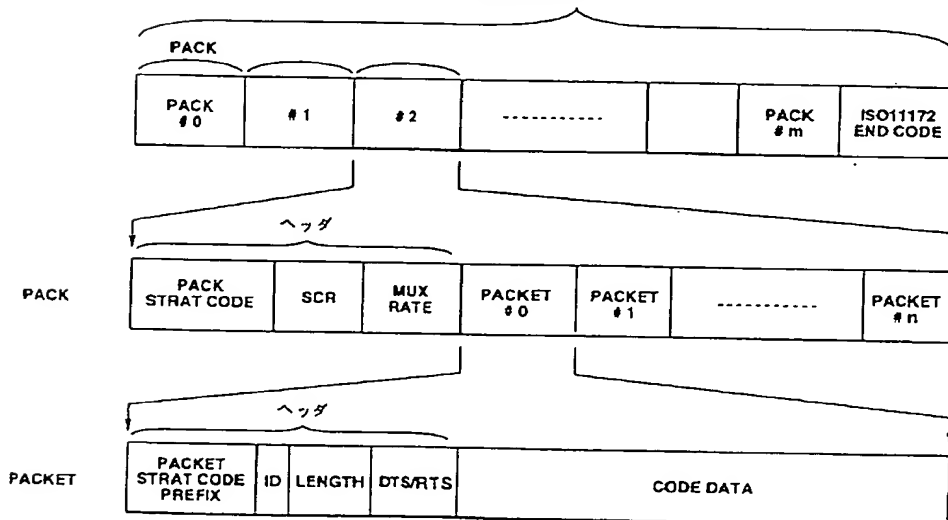 PACK
PACK # 0
# 1
# 2
PACK # m
ISO11172 END CODE
ヘッダ
PACK
PACK STRAT CODE
SCR
MUX RATE
PACKET # 0
PACKET # 1
PACKET # n
ヘッダ
PACKET
PACKET STRAT CODE PREFIX
ID
LENGTH
DTS/RTS
CODE DATA